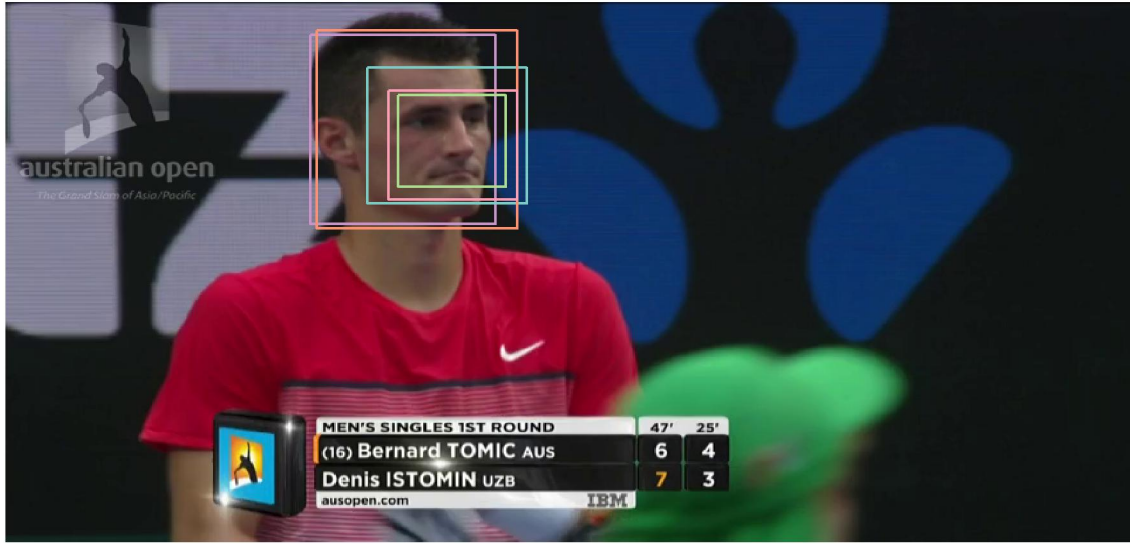 australian open
The Grand Slam of Asia/Pacific
MEN'S SINGLES 1ST ROUND 47' 25'
(16) Bernard TOMIC AUS 6 4
Denis ISTOMIN UZB 7 3
ausopen.com IBM